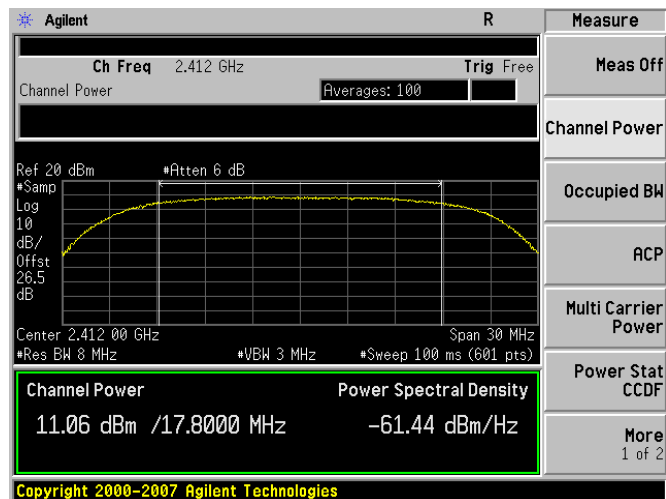 Agilent R Measure
Ch Freq 2.412 GHz Trig Free
Channel Power Averages: 100
Meas Off
Channel Power
Occupied BW
ACP
Multi Carrier
Power
Power Stat
CCDF
More
1 of 2
Ref 20 dBm #Atten 6 dB
#Samp
Log
10
dB/
Offst
26.5
dB
Center 2.412 00 GHz Span 30 MHz
#Res BW 8 MHz #VBW 3 MHz #Sweep 100 ms (601 pts)
Channel Power Power Spectral Density
11.06 dBm /17.8000 MHz -61.44 dBm/Hz
Copyright 2000-2007 Agilent Technologies